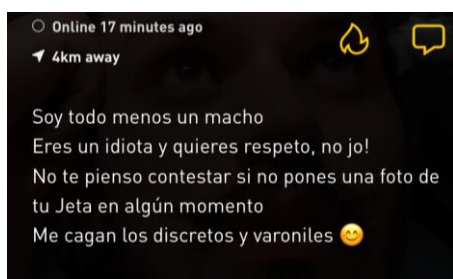 Online 17 minutes ago
4km away
Soy todo menos un macho
Eres un idiota y quieres respeto, no jo!
No te pienso contestar si no pones una foto de
tu Jeta en algún momento
Me cagan los discretos y varoniles 😊